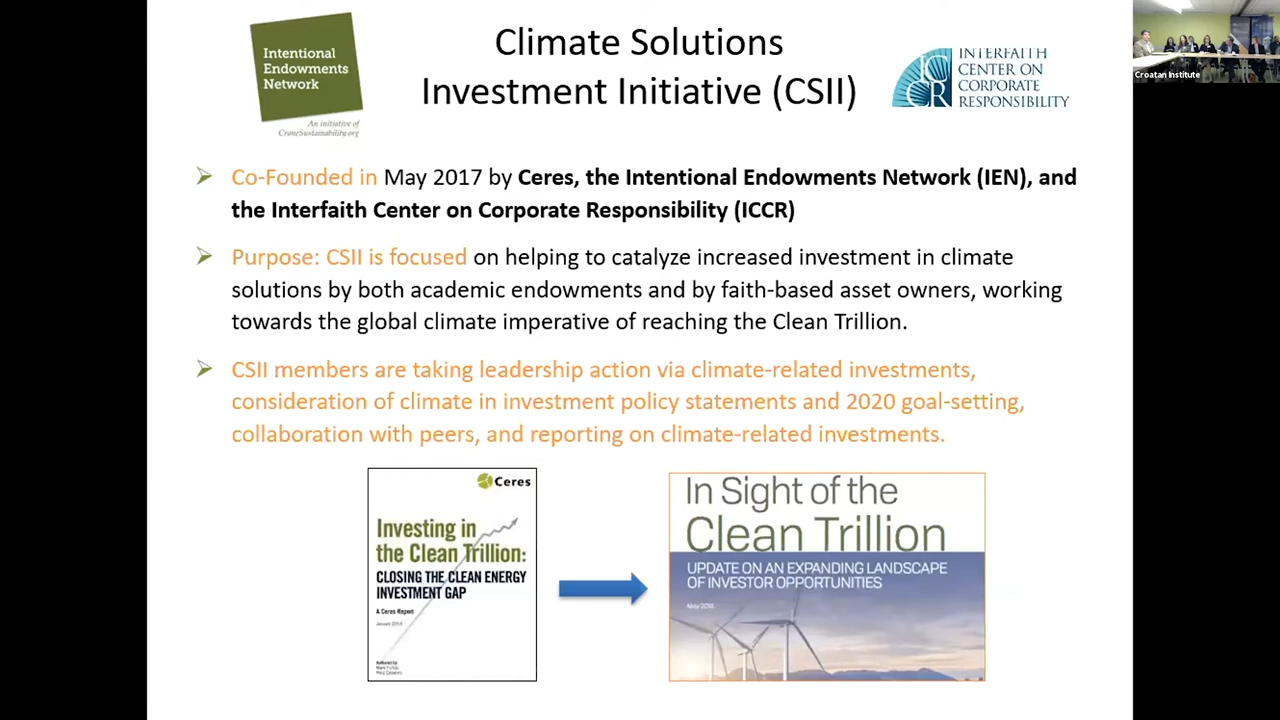 Intentional
Endowments
Network
An initiative of
CraneSustainability.org
Climate Solutions
Investment Initiative (CSII)
IC
CR
INTERFAITH
CENTER ON
CORPORATE
RESPONSIBILITY
Croatan Institute
Co-Founded in May 2017 by Ceres, the Intentional Endowments Network (IEN), and
the Interfaith Center on Corporate Responsibility (ICCR)
Purpose: CSII is focused on helping to catalyze increased investment in climate
solutions by both academic endowments and by faith-based asset owners, working
towards the global climate imperative of reaching the Clean Trillion.
CSII members are taking leadership action via climate-related investments,
consideration of climate in investment policy statements and 2020 goal-setting,
collaboration with peers, and reporting on climate-related investments.
Ceres
Investing in
the Clean Trillion:
CLOSING THE CLEAN ENERGY
INVESTMENT GAP
A Ceres Report
January 2014
Authored by
In Sight of the
Clean Trillion
UPDATE ON AN EXPANDING LANDSCAPE
OF INVESTOR OPPORTUNITIES
May 2018